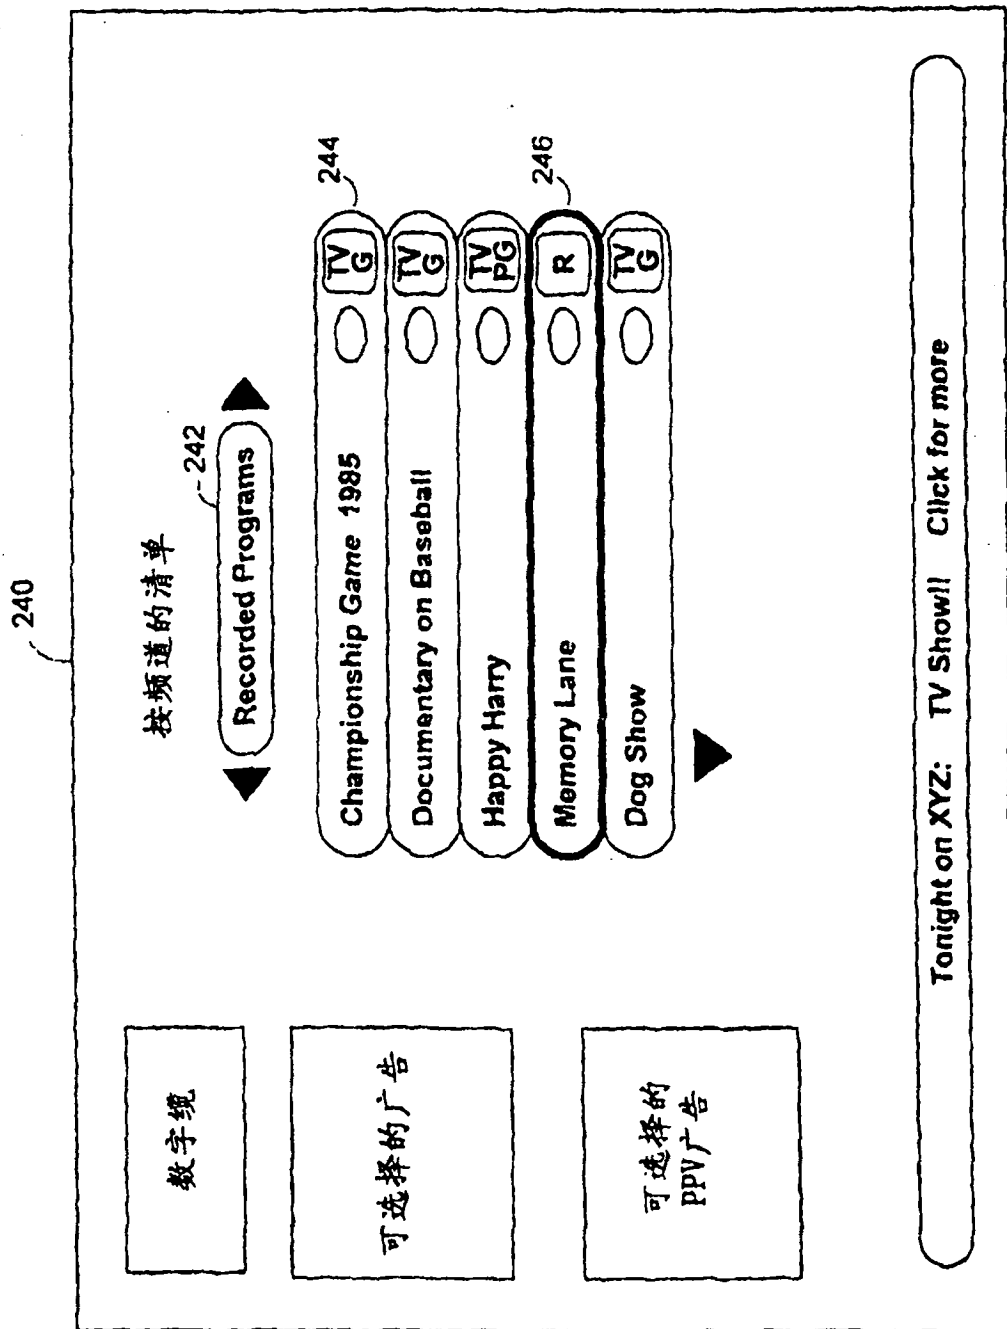 240
数字缆
可选择的广告
可选择的
PPV广告
按频道的清单
242
Recorded Programs
244
Championship Game 1985
TV
G
Documentary on Baseball
TV
G
Happy Harry
TV
PG
246
Memory Lane
R
Dog Show
TV
G
Tonight on XYZ: TV Show!! Click for more